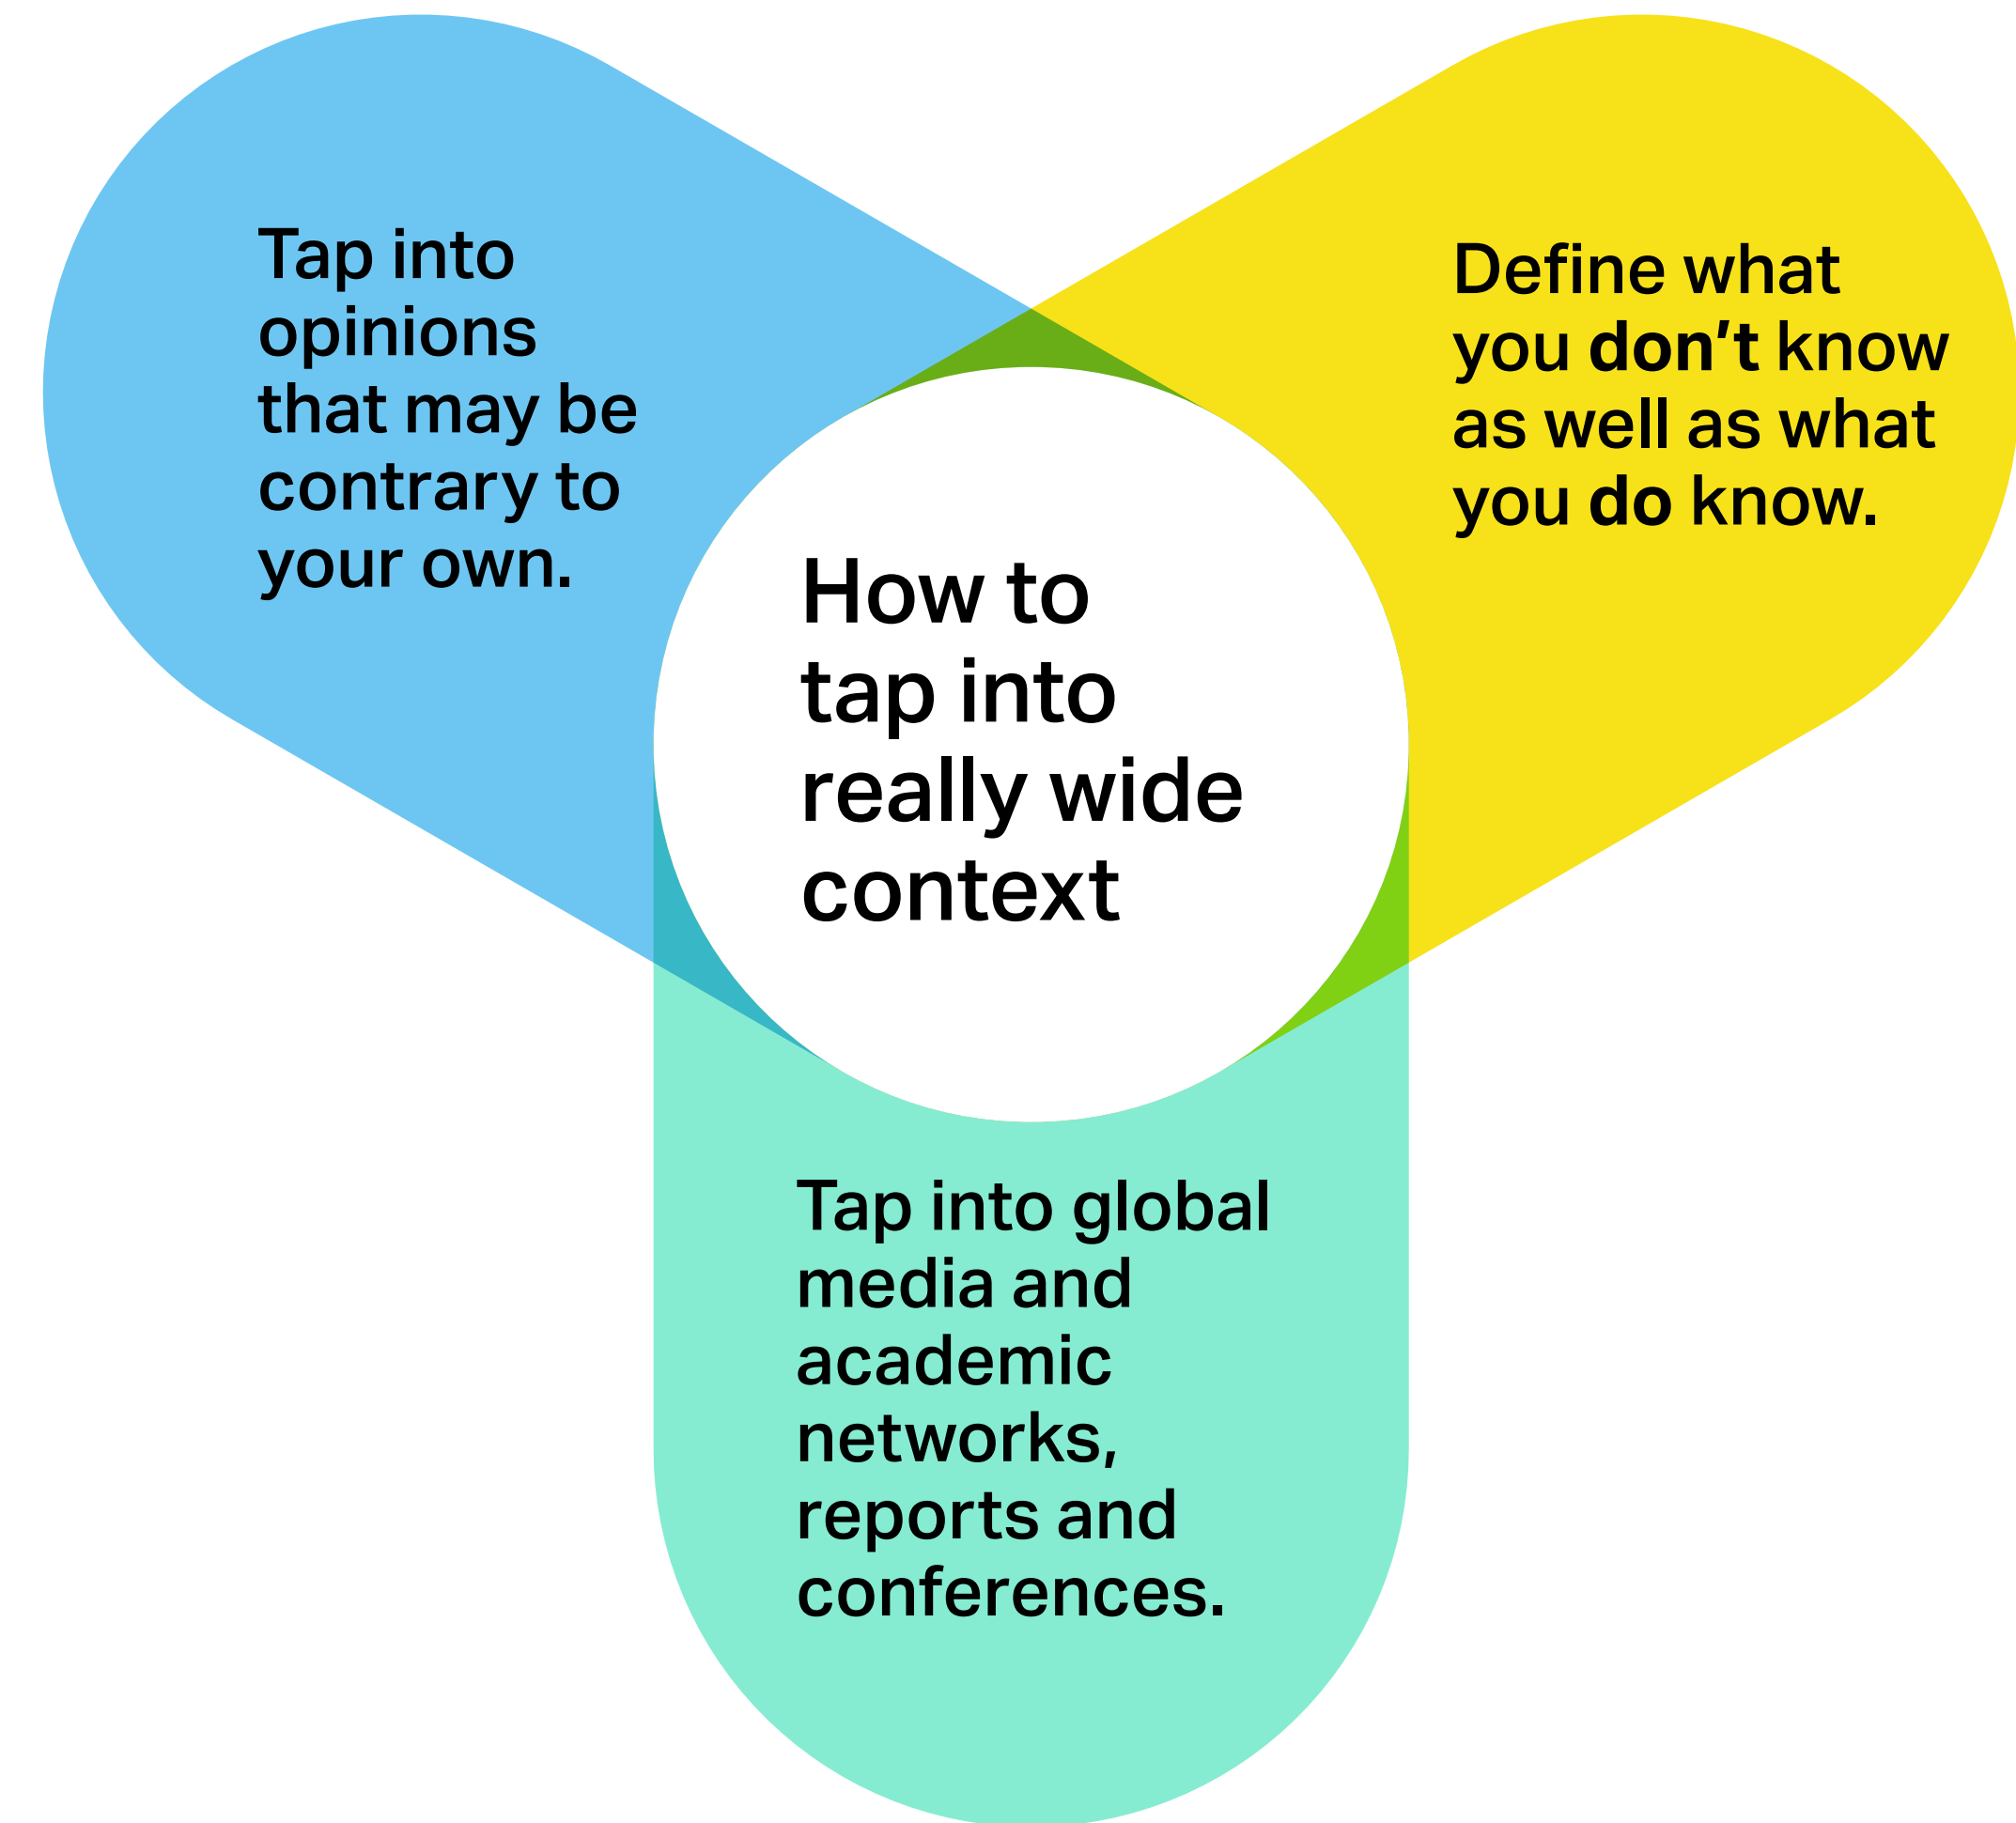 Tap into
opinions
that may be
contrary to
your own.
Define what
you don’t know
as well as what
you do know.
How to
tap into
really wide
context
Tap into global
media and
academic
networks,
reports and
conferences.